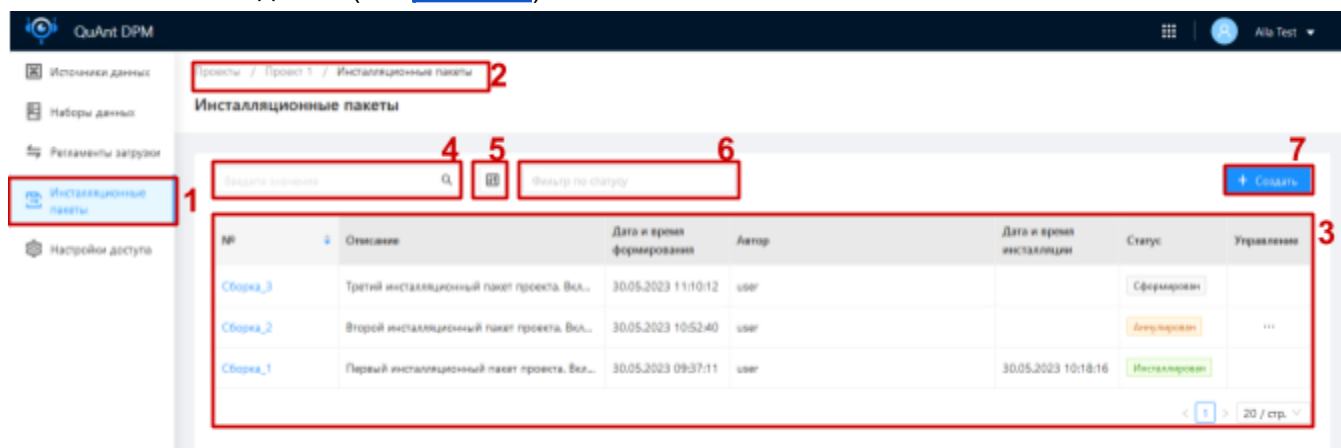 QuAnt DPM
Alla Test
Источники данных
Проекты / Проект 1 / Инсталляционные пакеты
2
Наборы данных
Инсталляционные пакеты
Регламенты загрузки
4
5
6
7
Инсталляционные
пакеты
1
Введите значение
Фильтр по статусу
+ Создать
3
Настройки доступа
№
Описание
Дата и время
формирования
Автор
Дата и время
инсталляции
Статус
Управление
Сборка_3
Третий инсталляционный пакет проекта. Вкл...
30.05.2023 11:10:12
user
Сформирован
Сборка_2
Второй инсталляционный пакет проекта. Вкл...
30.05.2023 10:52:40
user
Аннулирован
...
Сборка_1
Первый инсталляционный пакет проекта. Вкл...
30.05.2023 09:37:11
user
30.05.2023 10:18:16
Инсталлирован
< 1 > 20 / стр.